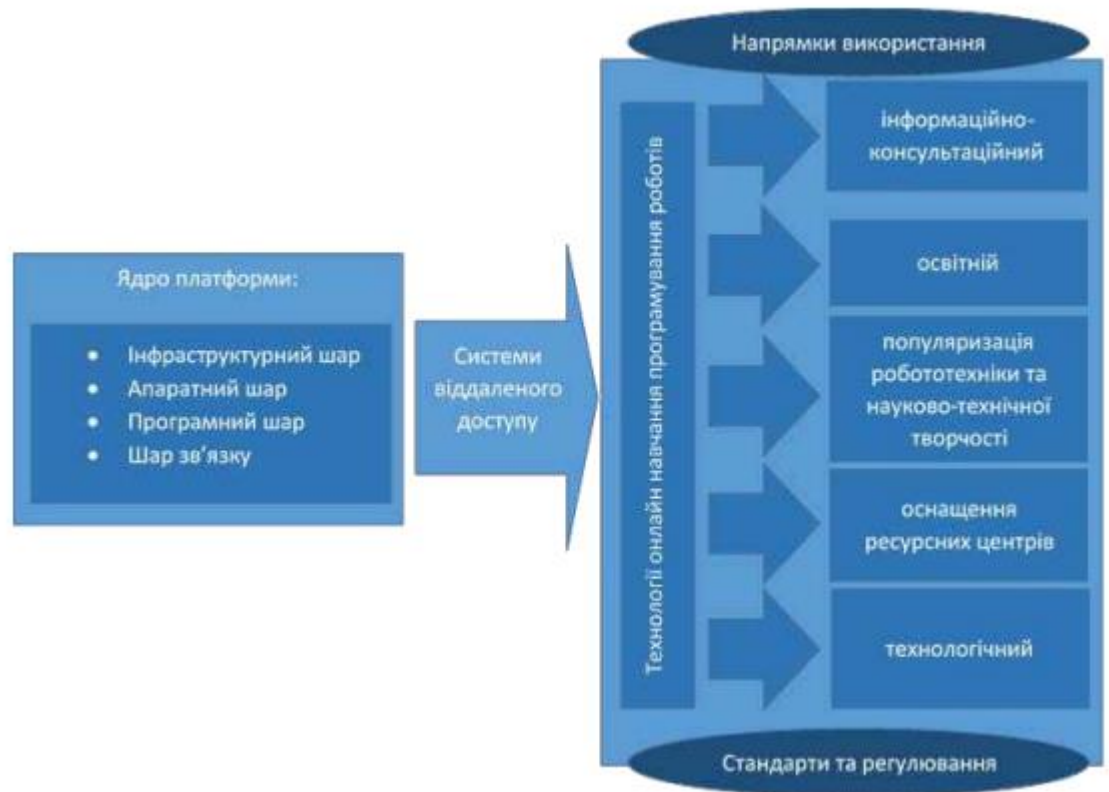 Ядро платформи:
• Інфраструктурний шар
• Апаратний шар
• Програмний шар
• Шар зв’язку
Системи
віддаленого
доступу
Напрямки використання
Технології онлайн навчання програмування роботів
інформаційно-
консультаційний
освітній
популяризація
робототехніки та
науково-технічної
творчості
оснащення
ресурсних центрів
технологічний
Стандарти та регулювання